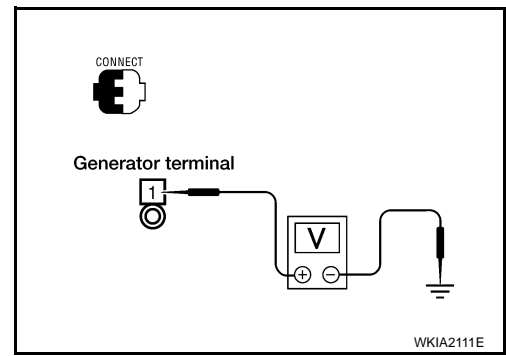 CONNECT
Generator terminal
1
V
+ −
WKIA2111E